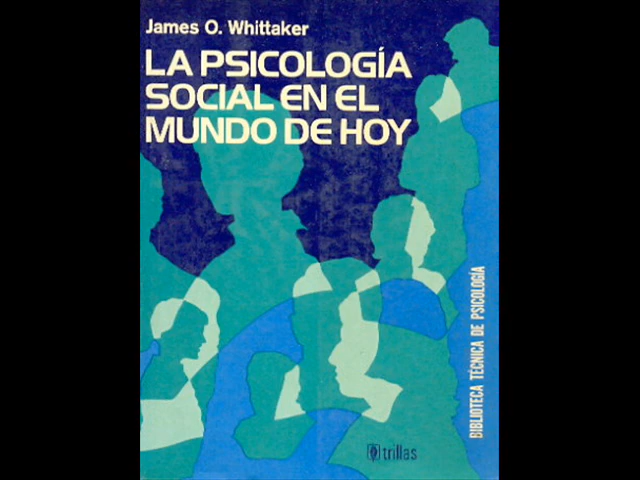 James O. Whittaker
LA PSICOLOGÍA
SOCIAL EN EL
MUNDO DE HOY
BIBLIOTECA TÉCNICA DE PSICOLOGÍA
trillas